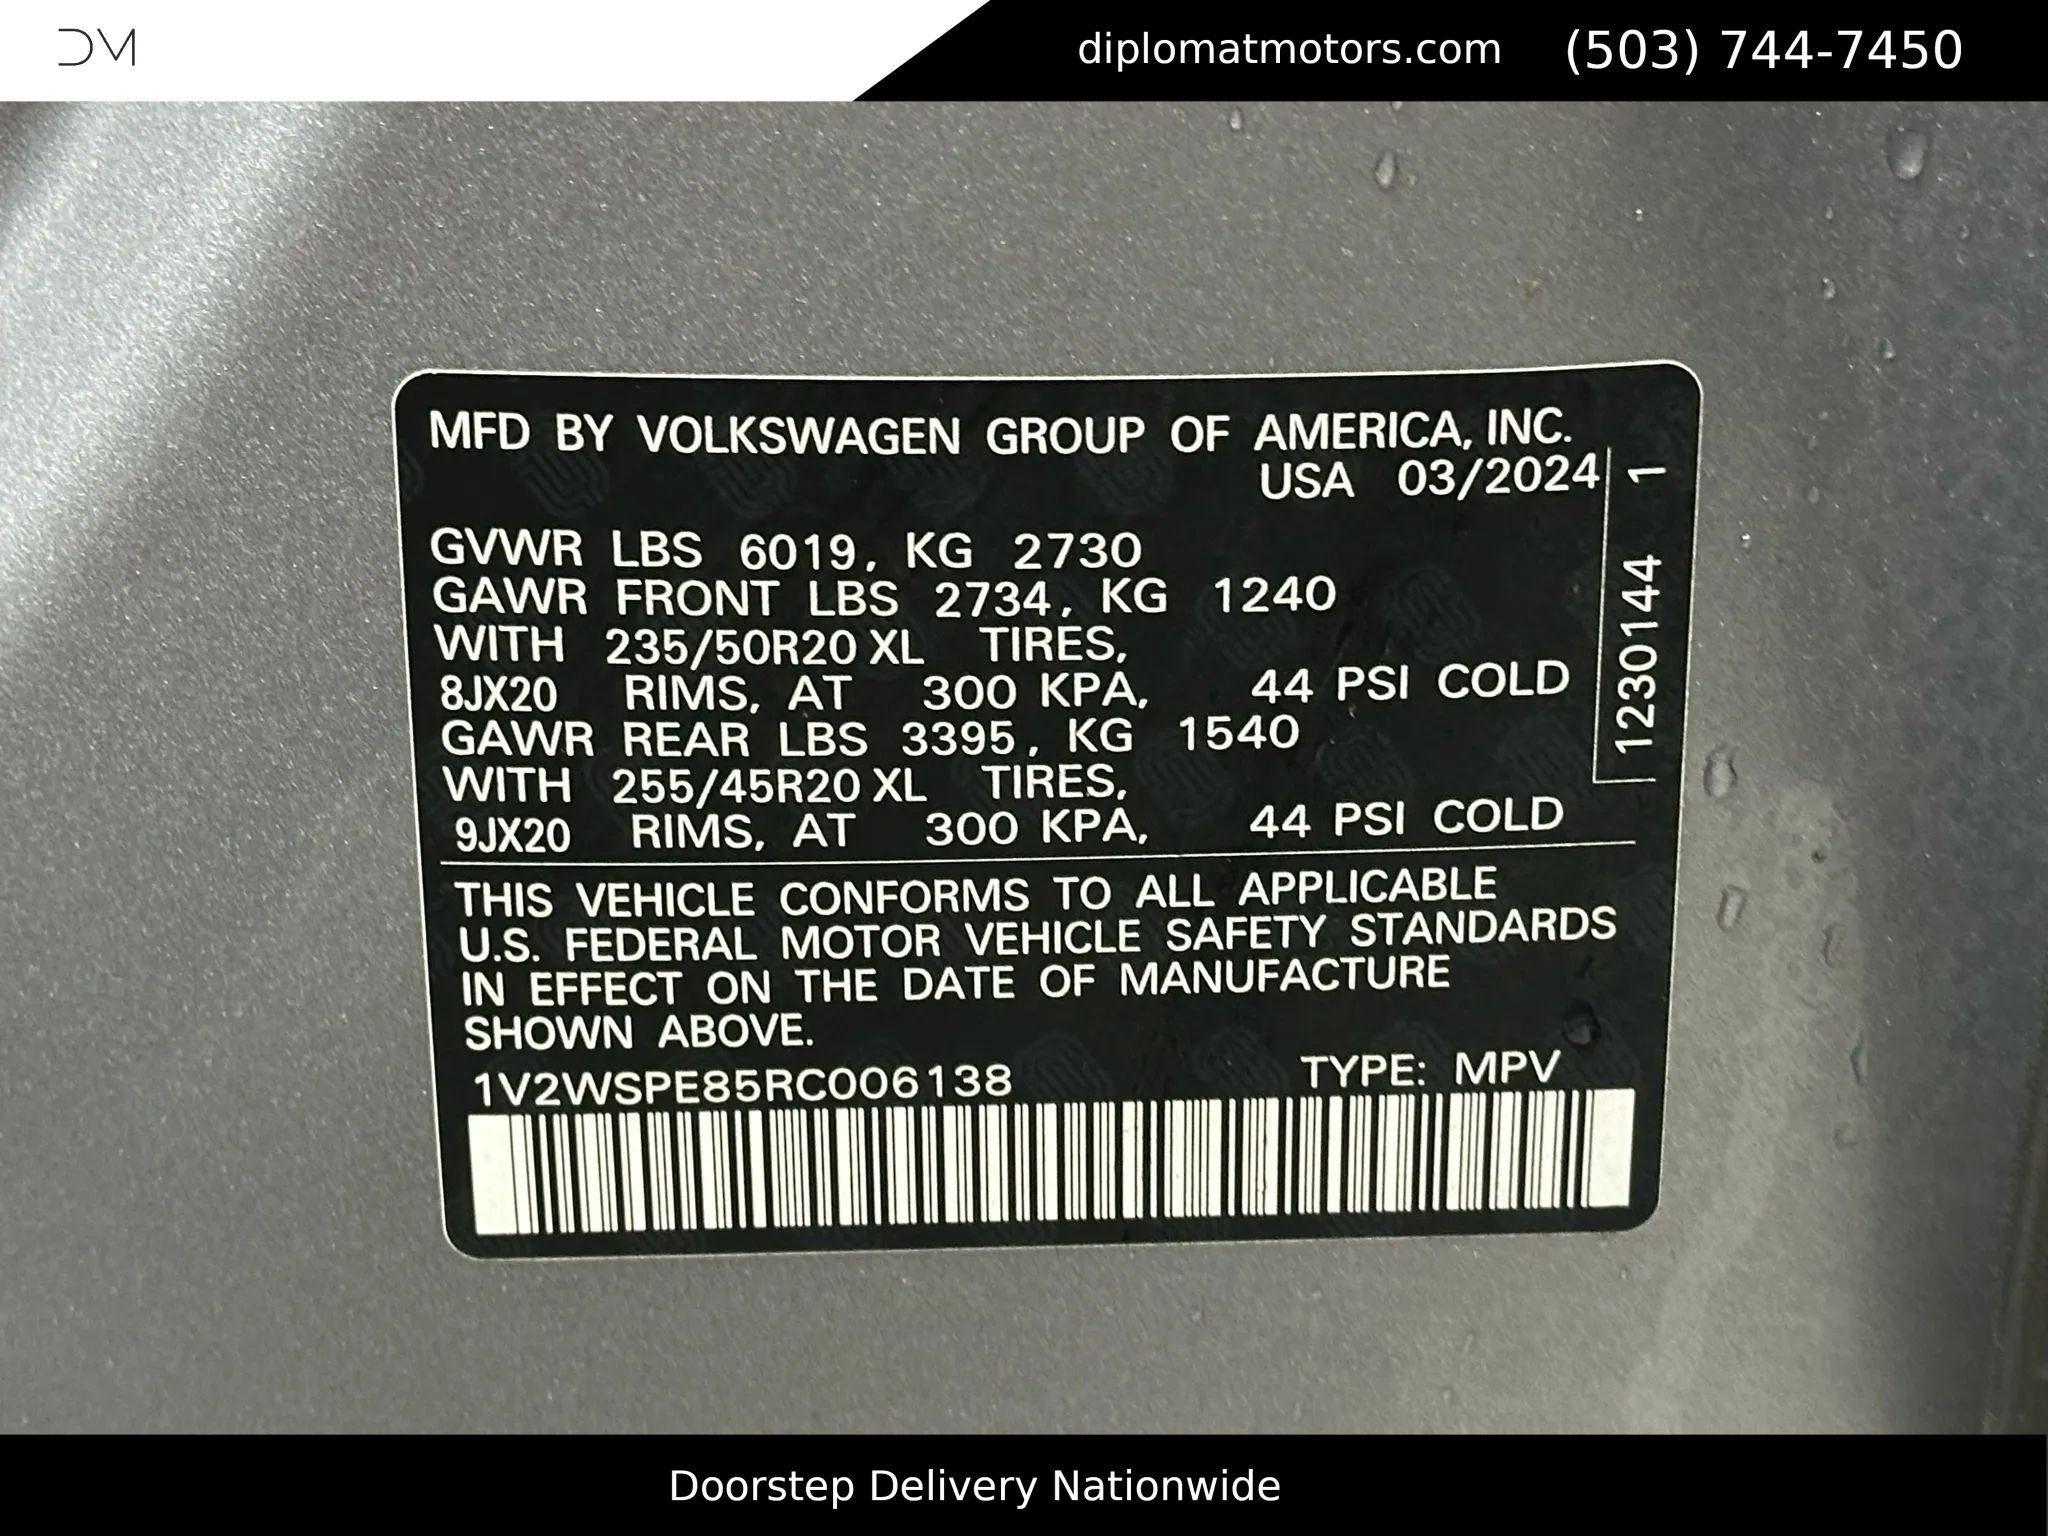 DM
diplomatmotors.com (503) 744-7450
MFD BY VOLKSWAGEN GROUP OF AMERICA, INC.
USA 03/2024
GVWR LBS 6019, KG 2730
GAWR FRONT LBS 2734, KG 1240
WITH 235/50R20 XL TIRES,
8JX20 RIMS, AT 300 KPA, 44 PSI COLD
GAWR REAR LBS 3395, KG 1540
WITH 255/45R20 XL TIRES,
9JX20 RIMS, AT 300 KPA, 44 PSI COLD
1230144 1
THIS VEHICLE CONFORMS TO ALL APPLICABLE
U.S. FEDERAL MOTOR VEHICLE SAFETY STANDARDS
IN EFFECT ON THE DATE OF MANUFACTURE
SHOWN ABOVE.
1V2WSPE85RC006138 TYPE: MPV
Doorstep Delivery Nationwide